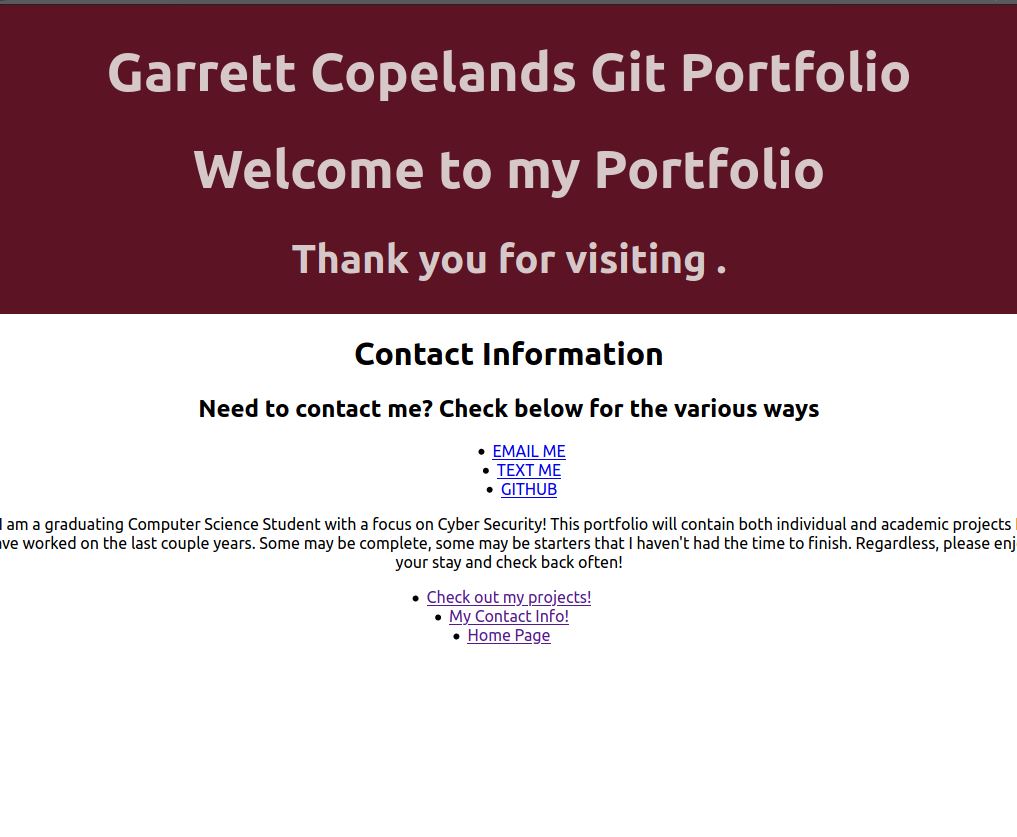 Garrett Copelands Git Portfolio
Welcome to my Portfolio
Thank you for visiting .
Contact Information
Need to contact me? Check below for the various ways
• EMAIL ME
• TEXT ME
• GITHUB
I am a graduating Computer Science Student with a focus on Cyber Security! This portfolio will contain both individual and academic projects
worked on the last couple years. Some may be complete, some may be starters that I haven't had the time to finish. Regardless, please
your stay and check back often!
• Check out my projects!
• My Contact Info!
• Home Page